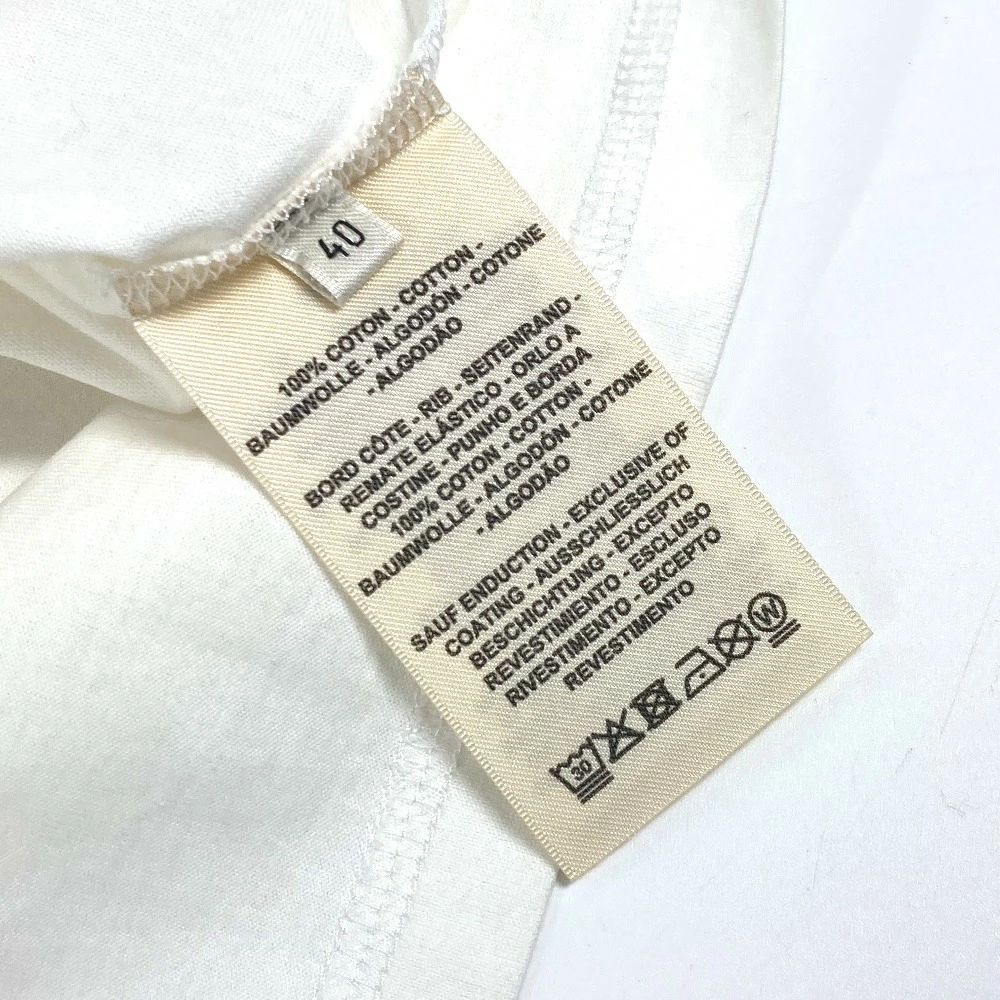 40
100% COTON - COTTON -
BAUMWOLLE - ALGODÓN - COTONE
- ALGODÃO
BORD CÔTE - RIB - SEITENRAND -
REMATE ELÁSTICO - ORLO A
COSTINE - PUNHO E BORDA
100% COTON - COTTON -
BAUMWOLLE - ALGODÓN - COTONE
- ALGODÃO
SAUF ENDUCTION - EXCLUSIVE OF
COATING - AUSSCHLIESSLICH
BESCHICHTUNG - EXCEPTO
REVESTIMIENTO - ESCLUSO
RIVESTIMENTO - EXCEPTO
REVESTIMENTO
30 W